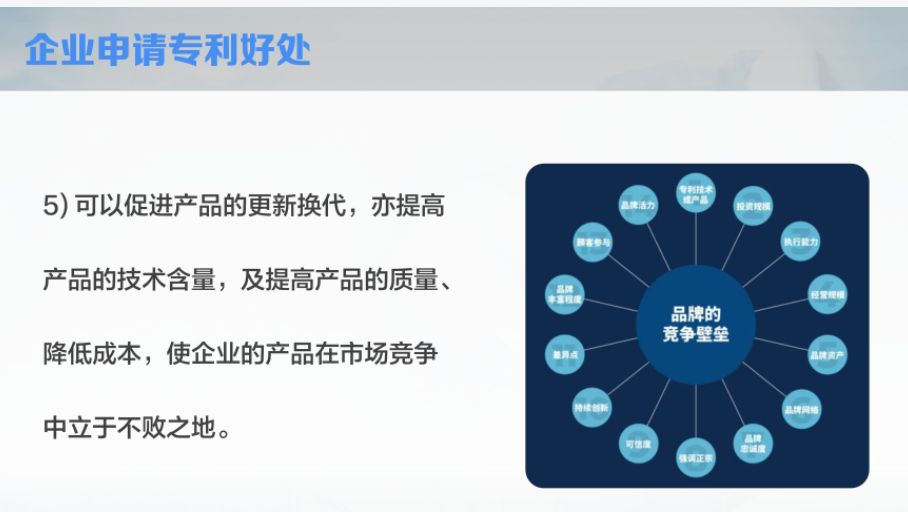 企业申请专利好处
5) 可以促进产品的更新换代，亦提高
产品的技术含量，及提高产品的质量、
降低成本，使企业的产品在市场竞争
中立于不败之地。
品牌的
竞争壁垒
专利技术
或产品
投资规模
执行能力
经营规模
品牌资产
品牌网络
品牌
忠诚度
强调正宗
可信度
持续创新
差异点
品牌
丰富程度
顾客参与
品牌活力